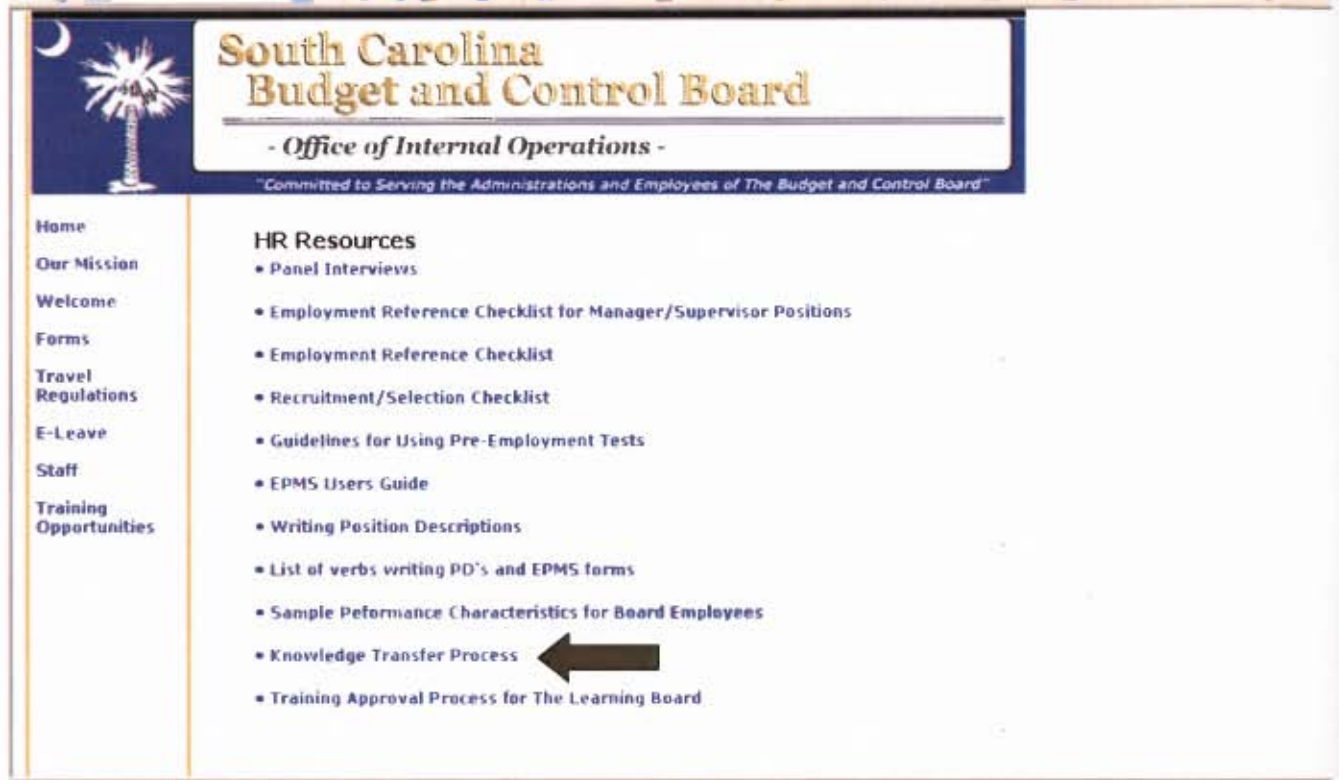 South Carolina
Budget and Control Board
- Office of Internal Operations -
"Committed to Serving the Administrations and Employees of The Budget and Control Board"
Home
Our Mission
Welcome
Forms
Travel
Regulations
E-Leave
Staff
Training
Opportunities
HR Resources
• Panel Interviews
• Employment Reference Checklist for Manager/Supervisor Positions
• Employment Reference Checklist
• Recruitment/Selection Checklist
• Guidelines for Using Pre-Employment Tests
• EPMS Users Guide
• Writing Position Descriptions
• List of verbs writing PD's and EPMS forms
• Sample Peformance Characteristics for Board Employees
• Knowledge Transfer Process
• Training Approval Process for The Learning Board